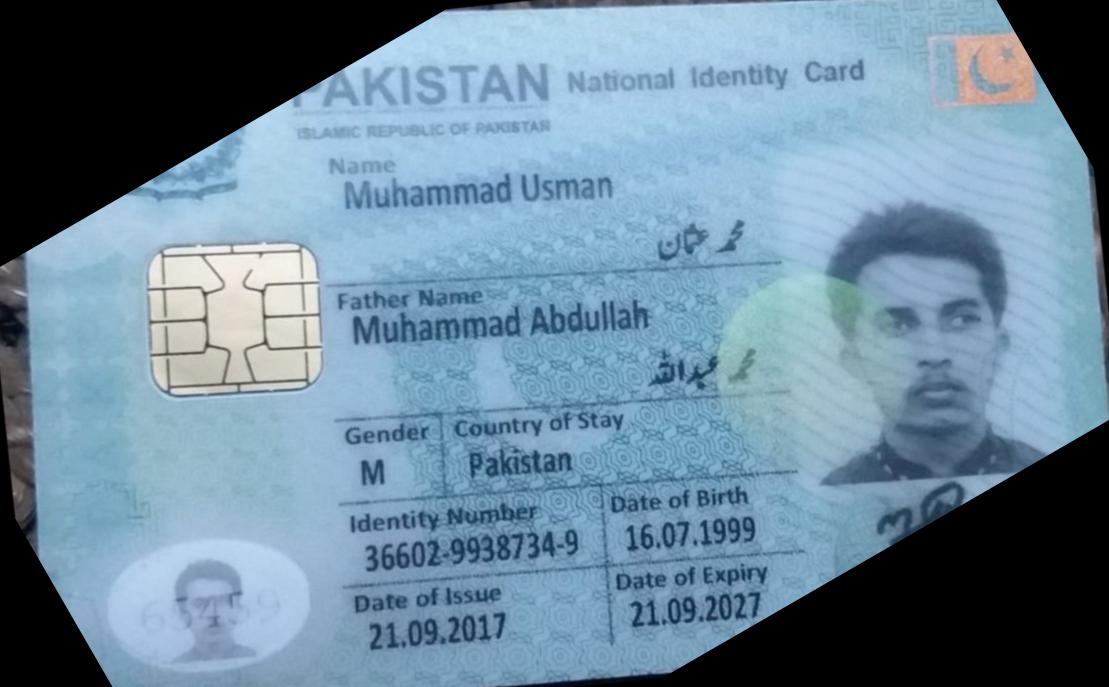 PAKISTAN National Identity Card
ISLAMIC REPUBLIC OF PAKISTAN
Name
Muhammad Usman
محمد عثمان
Father Name
Muhammad Abdullah
محمد عبداللہ
Gender Country of Stay
M Pakistan
Identity Number Date of Birth
36602-9938734-9 16.07.1999
Date of Issue Date of Expiry
21.09.2017 21.09.2027